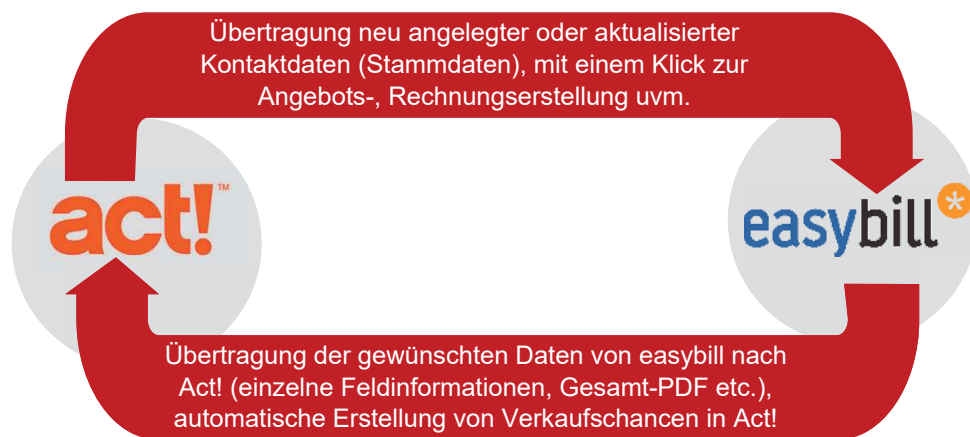 Übertragung neu angelegter oder aktualisierter
Kontaktdaten (Stammdaten), mit einem Klick zur
Angebots-, Rechnungserstellung uvm.
act!™
easybill*
Übertragung der gewünschten Daten von easybill nach
Act! (einzelne Feldinformationen, Gesamt-PDF etc.),
automatische Erstellung von Verkaufschancen in Act!